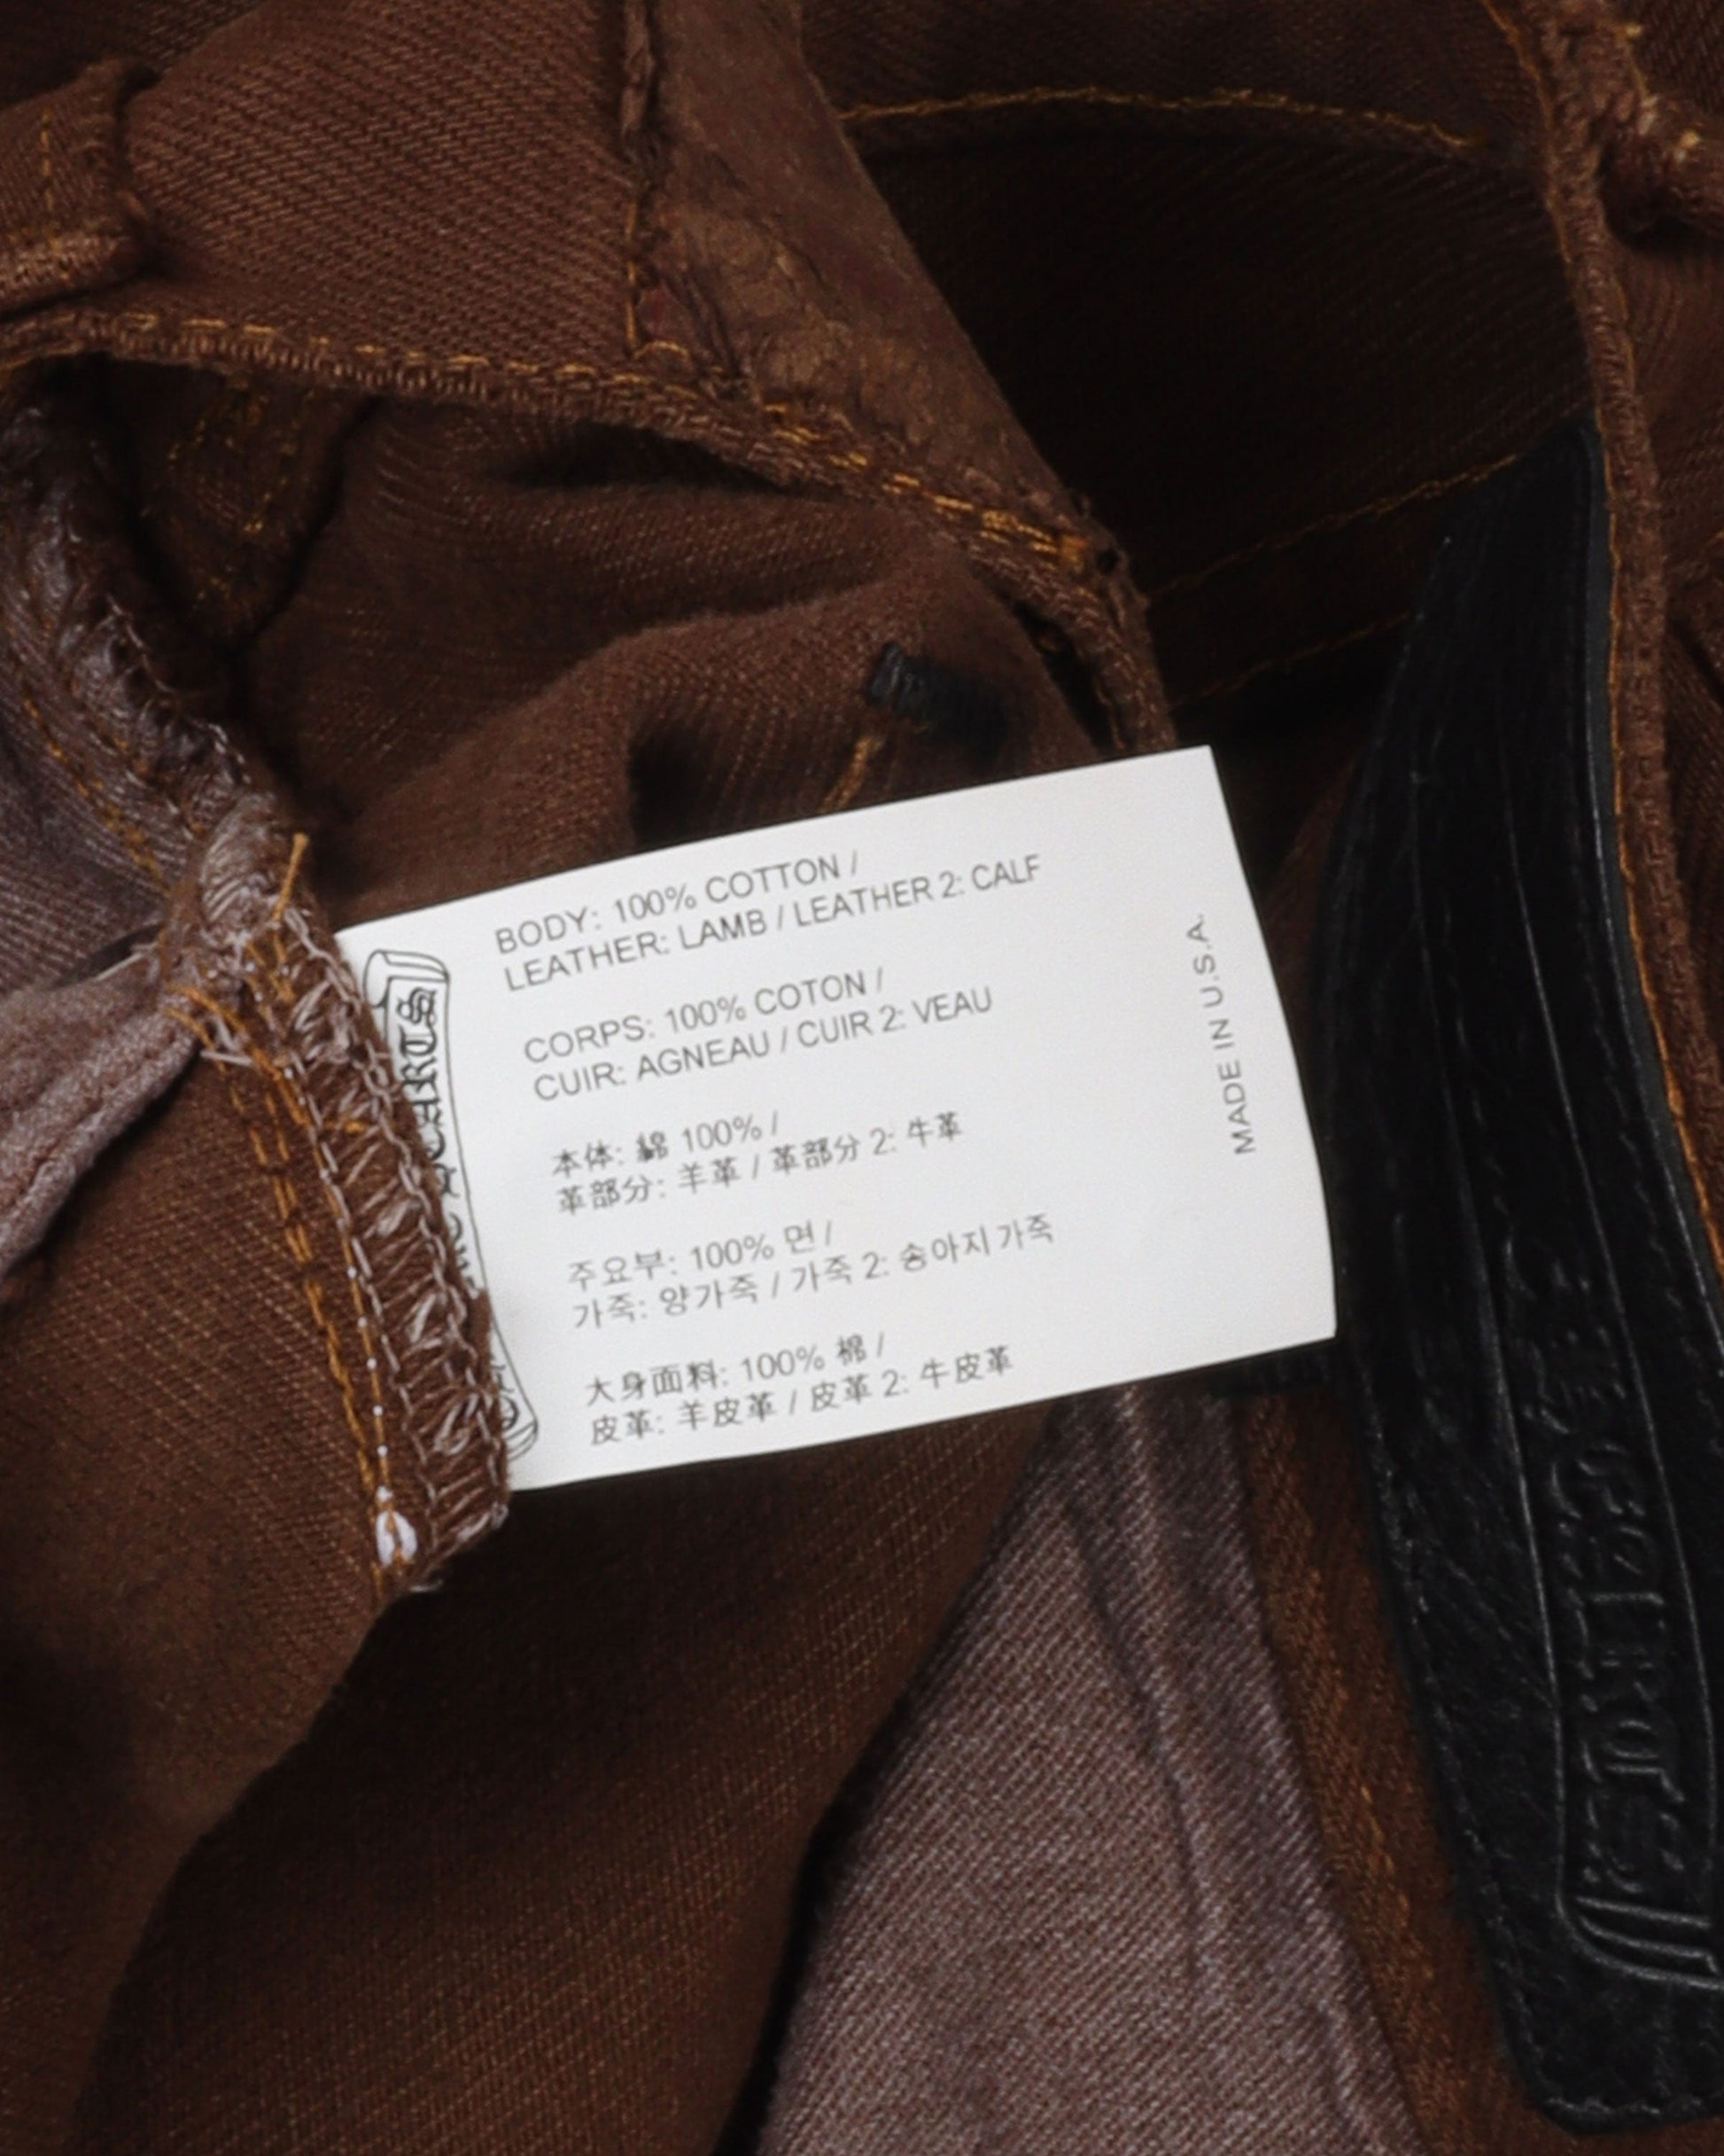 BODY: 100% COTTON /
LEATHER: LAMB / LEATHER 2: CALF
CORPS: 100% COTON /
CUIR: AGNEAU / CUIR 2: VEAU
本体: 綿 100% /
革部分: 羊革 / 革部分 2: 牛革
주요부: 100% 면 /
가죽: 양가죽 / 가죽 2: 송아지 가죽
大身面料: 100% 棉 /
皮革: 羊皮革 / 皮革 2: 牛皮革
MADE IN U.S.A.